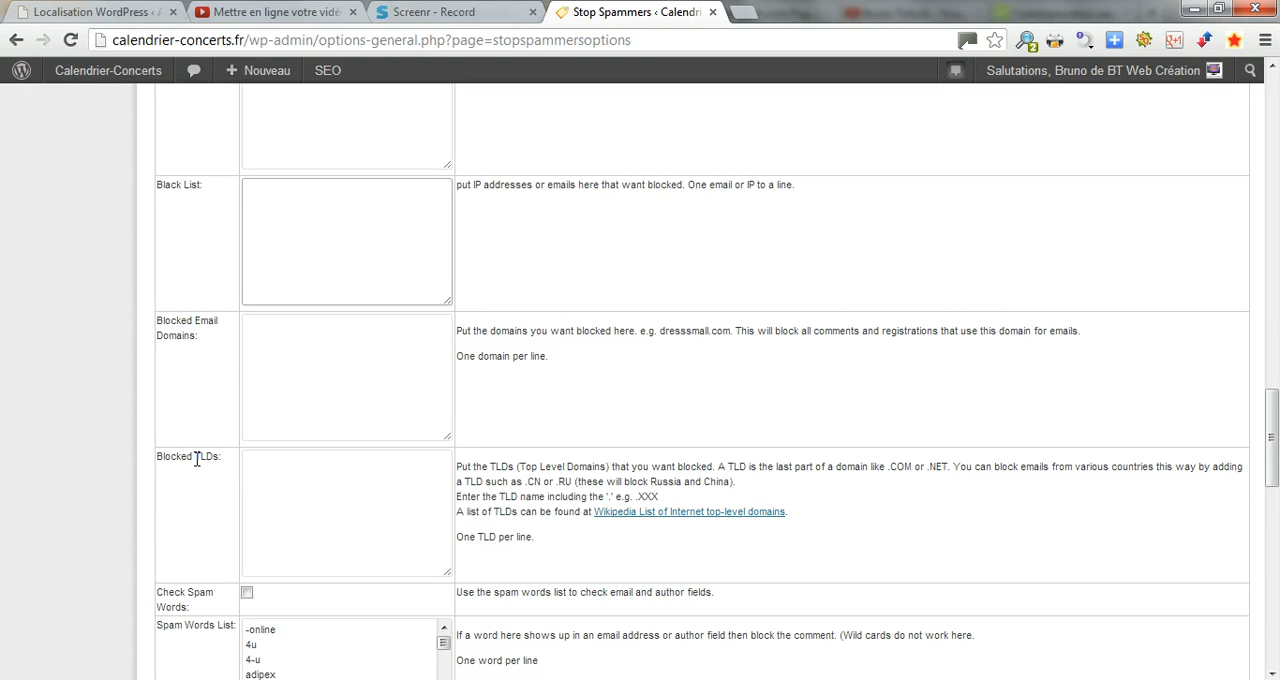 Localisation WordPress ‹
Mettre en ligne votre vidé
Screenr - Record
Stop Spammers ‹ Calendri
calendrier-concerts.fr/wp-admin/options-general.php?page=stopspammersoptions
Calendrier-Concerts
Nouveau
SEO
Salutations, Bruno de BT Web Création
Black List:
put IP addresses or emails here that want blocked. One email or IP to a line.
Blocked Email
Domains:
Put the domains you want blocked here. e.g. dresssmall.com. This will block all comments and registrations that use this domain for emails.
One domain per line.
Blocked TLDs:
Put the TLDs (Top Level Domains) that you want blocked. A TLD is the last part of a domain like .COM or .NET. You can block emails from various countries this way by adding
a TLD such as .CN or .RU (these will block Russia and China).
Enter the TLD name including the '.' e.g. .XXX
A list of TLDs can be found at Wikipedia List of Internet top-level domains.
One TLD per line.
Check Spam
Words:
Use the spam words list to check email and author fields.
Spam Words List:
-online
4u
4-u
adipex
If a word here shows up in an email address or author field then block the comment. (Wild cards do not work here.
One word per line